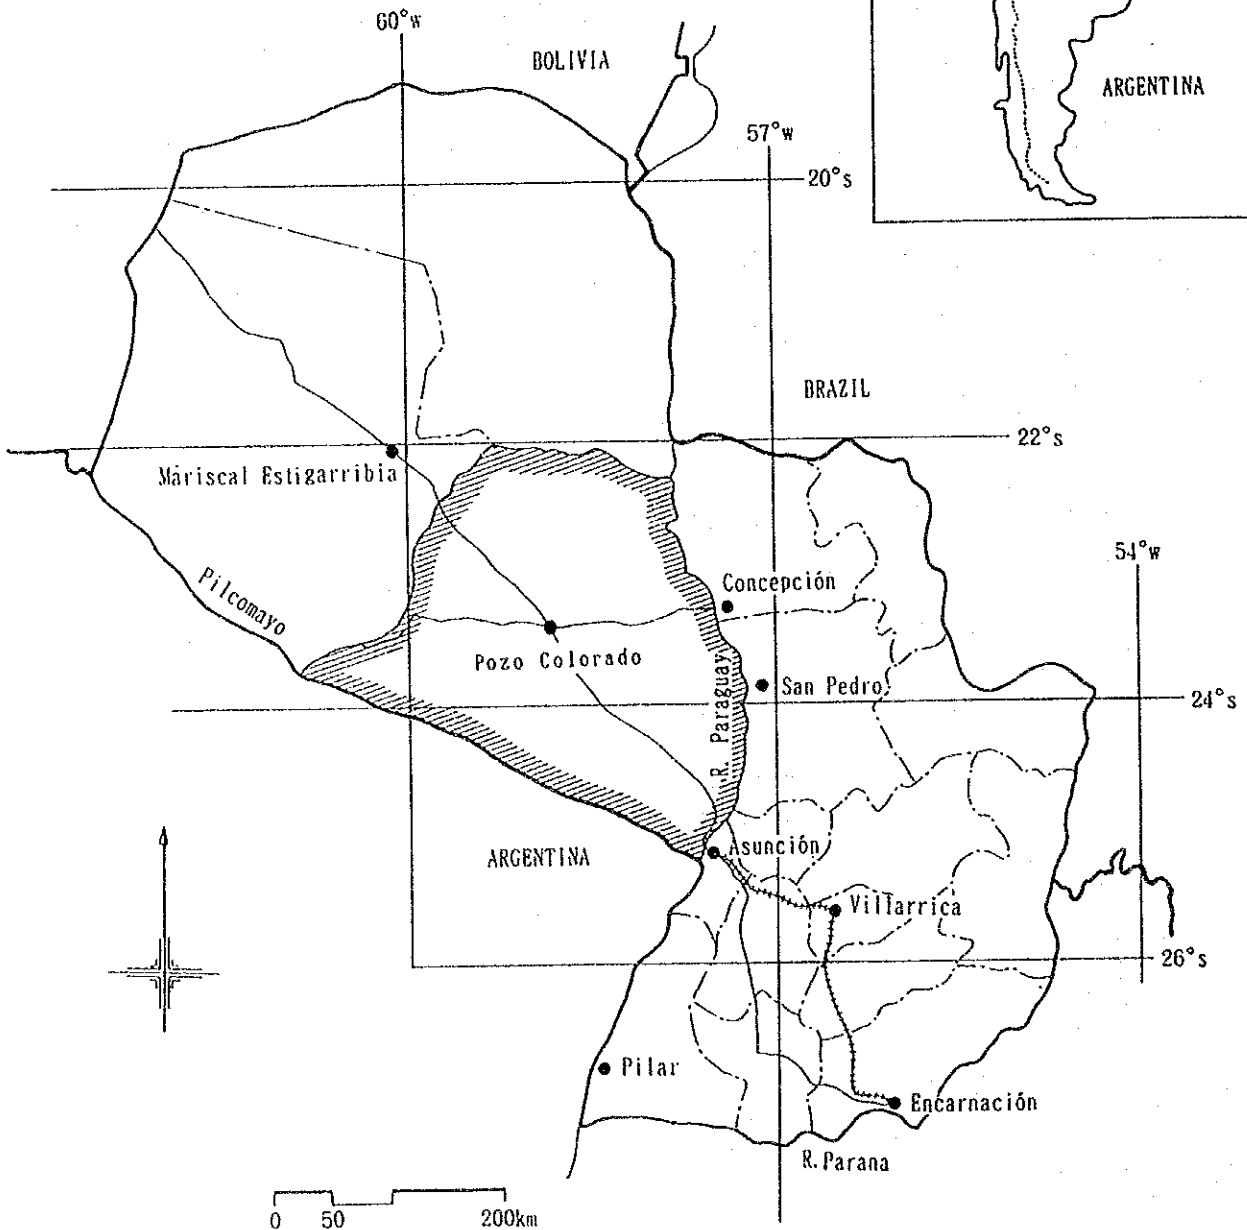 60°w
BOLIVIA
ARGENTINA
57°w
20°s
BRAZIL
22°s
Mariscal Estigarribia
54°w
Pilcomayo
Concepción
Pozo Colorado
R. Paraguay
San Pedro
24°s
ARGENTINA
Asunción
Villarrica
26°s
Pilar
Encarnación
R. Parana
0 50 200km